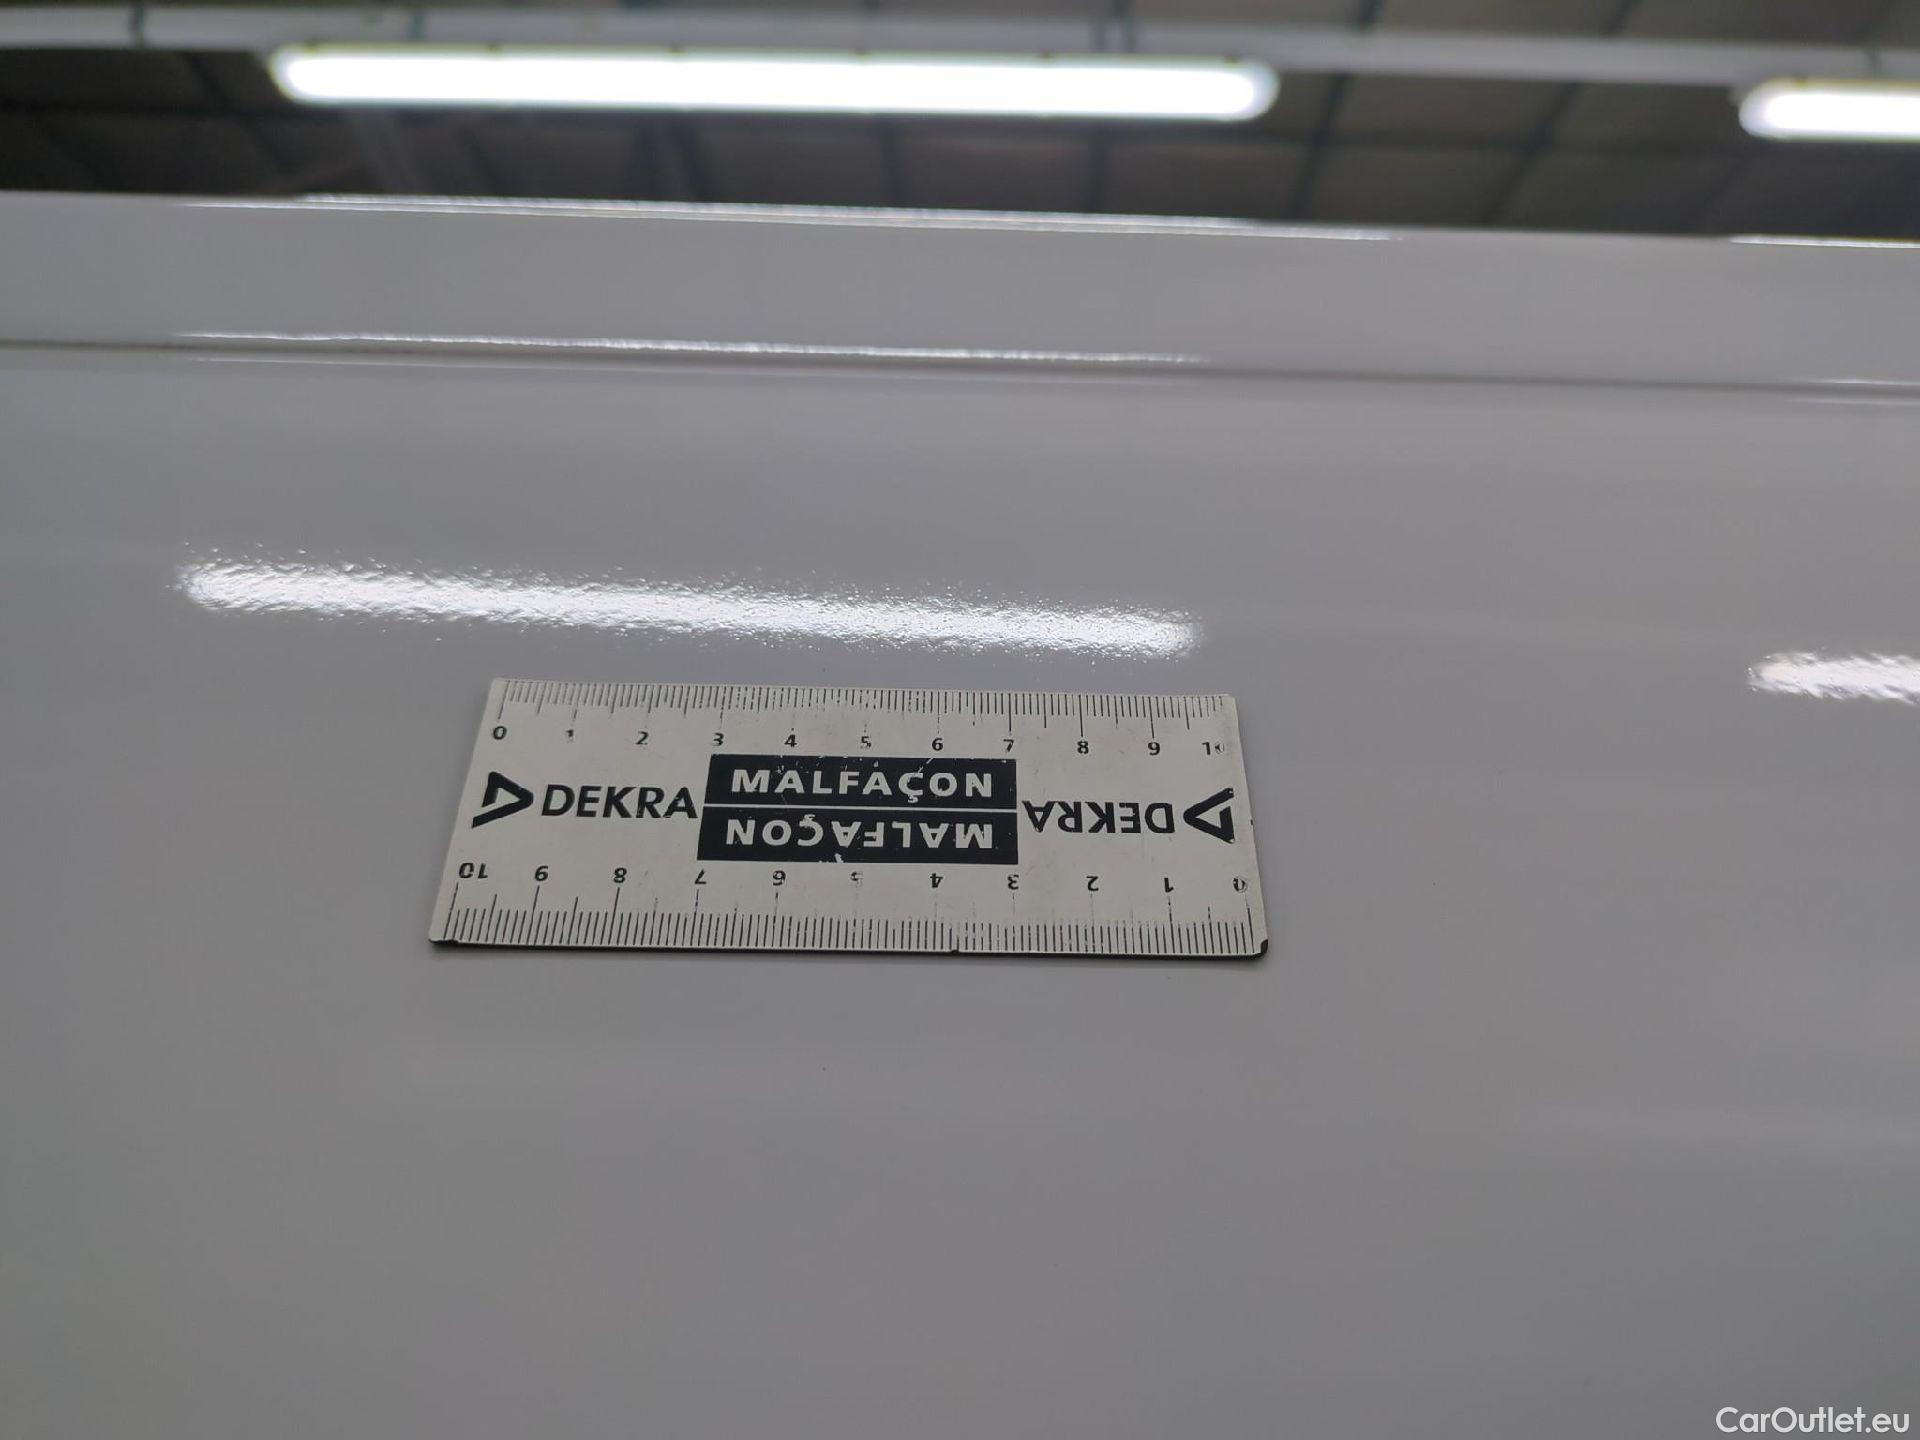 0 1 2 3 4 5 6 7 8 9 10
DEKRA MALFAÇON
MALFAÇON DEKRA
10 9 8 7 6 5 4 3 2 1 0
CarOutlet.eu